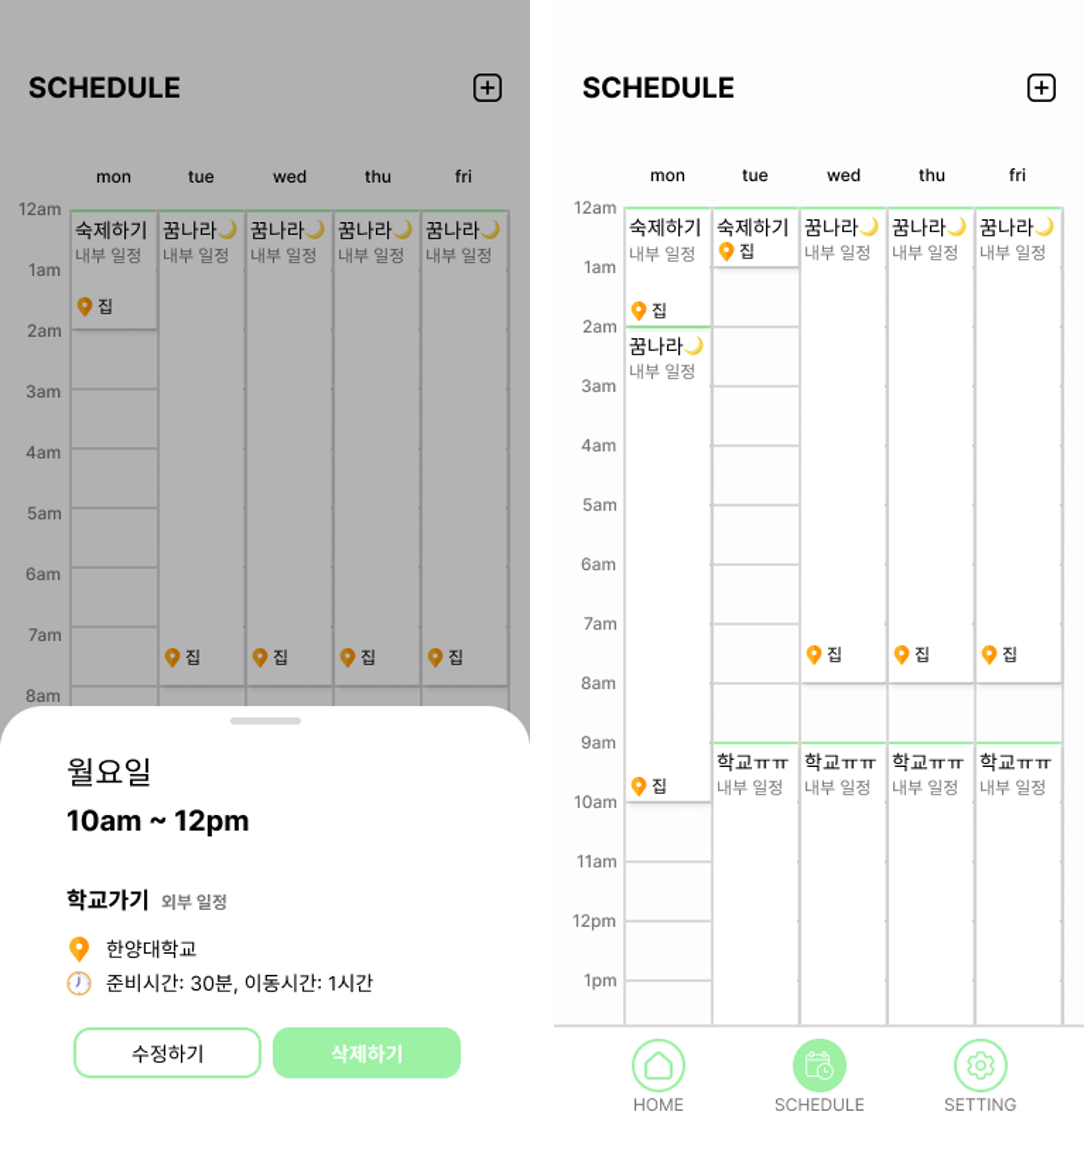 SCHEDULE
mon tue wed thu fri
12am
숙제하기 꿈나라🌙 꿈나라🌙 꿈나라🌙 꿈나라🌙
내부 일정 내부 일정 내부 일정 내부 일정 내부 일정
1am
집
2am
3am
4am
5am
6am
7am
집 집 집 집
8am
월요일
10am ~ 12pm
학교가기 외부 일정
한양대학교
준비시간: 30분, 이동시간: 1시간
수정하기 삭제하기
SCHEDULE
mon tue wed thu fri
12am
숙제하기 숙제하기 꿈나라🌙 꿈나라🌙 꿈나라🌙
내부 일정 집 내부 일정 내부 일정 내부 일정
1am
집
2am
꿈나라🌙
내부 일정
3am
4am
5am
6am
7am
집 집 집
8am
9am
학교ㅠㅠ 학교ㅠㅠ 학교ㅠㅠ 학교ㅠㅠ
집 내부 일정 내부 일정 내부 일정 내부 일정
10am
11am
12pm
1pm
HOME SCHEDULE SETTING